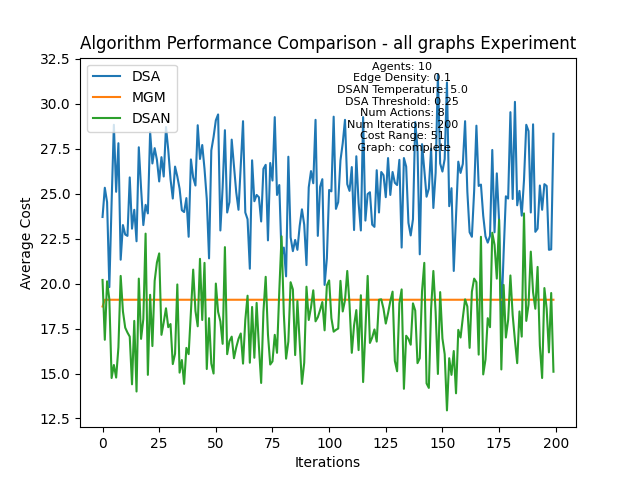 Algorithm Performance Comparison - all graphs Experiment
32.5
30.0
27.5
25.0
22.5
20.0
17.5
15.0
12.5
Average Cost
DSA
MGM
DSAN
Agents: 10
Edge Density: 0.1
DSAN Temperature: 5.0
DSA Threshold: 0.25
Num Actions: 8
Num Iterations: 200
Cost Range: 51
Graph: complete
0 25 50 75 100 125 150 175 200
Iterations